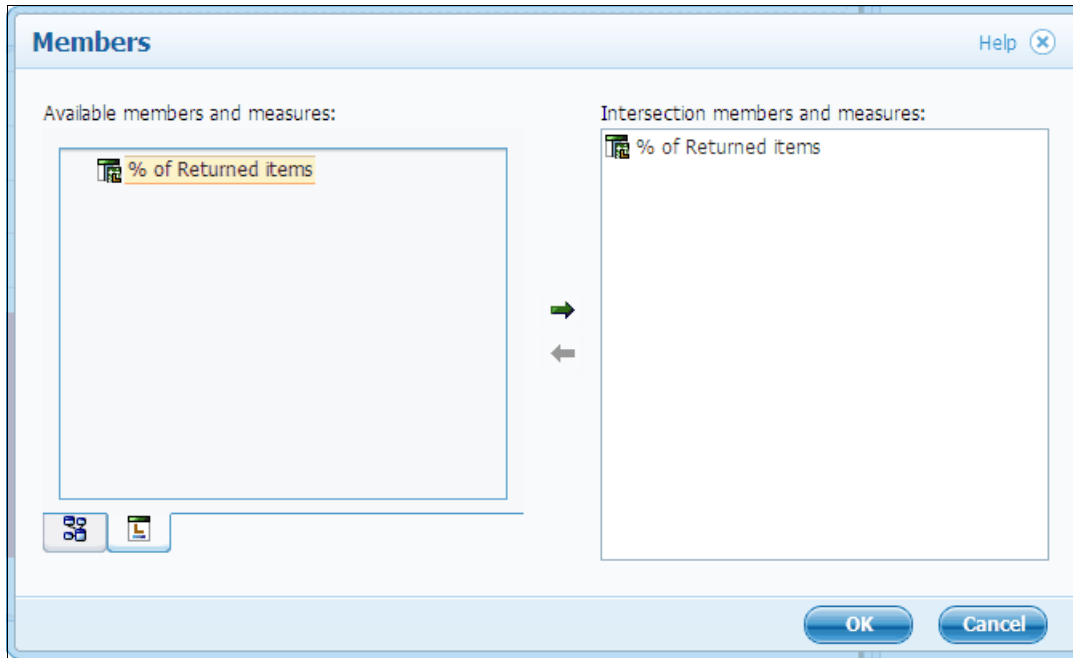 Members
Help
Available members and measures:
% of Returned items
Intersection members and measures:
% of Returned items
OK
Cancel